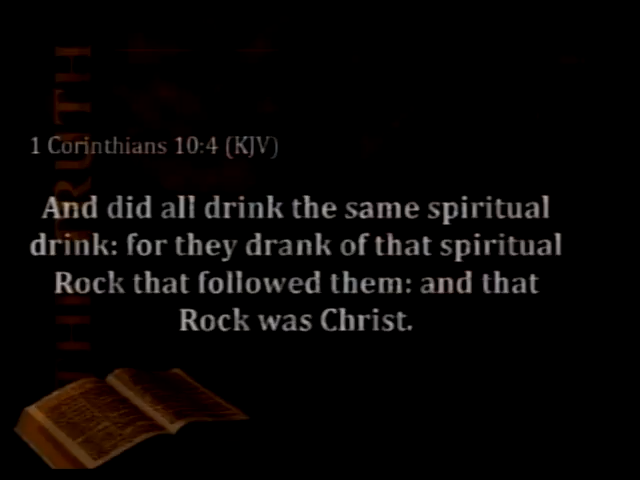 1 Corinthians 10:4 (KJV)
And did all drink the same spiritual
drink: for they drank of that spiritual
Rock that followed them: and that
Rock was Christ.